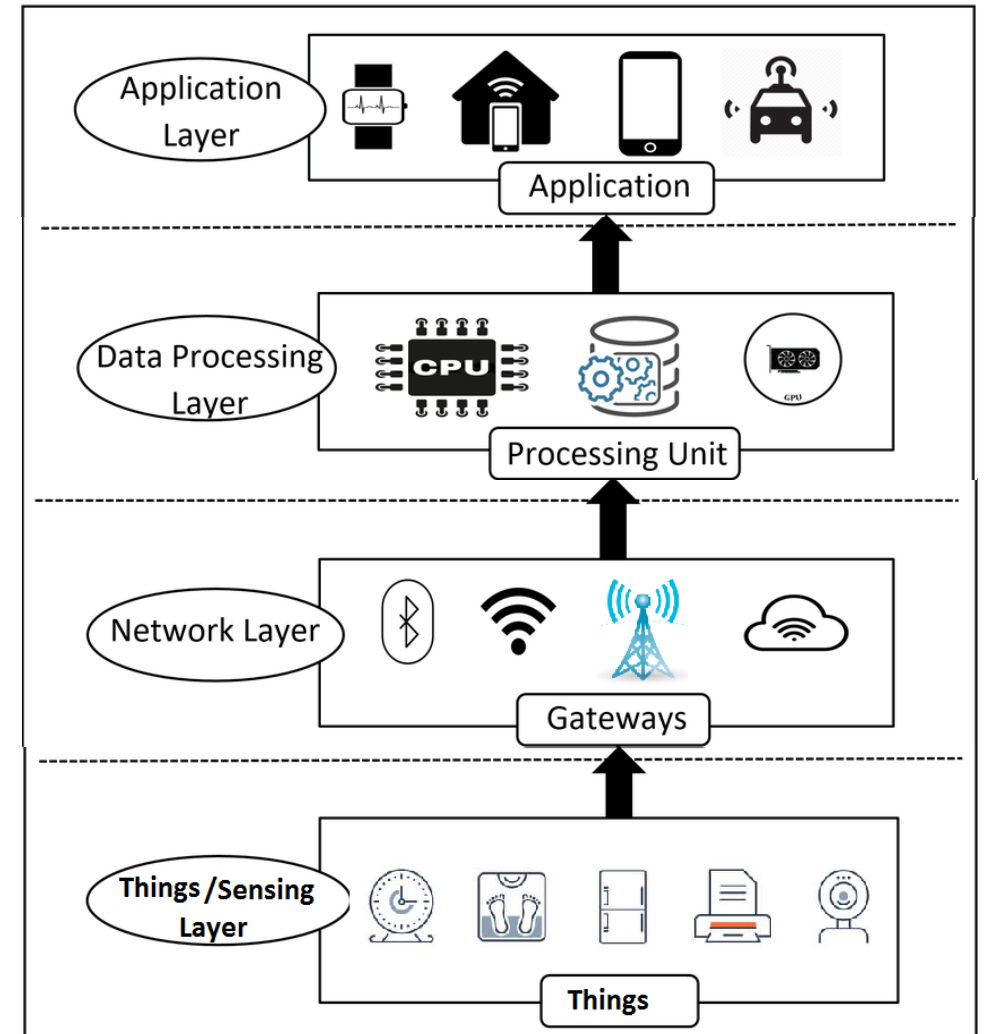 Application
Layer
Application
Data Processing
Layer
CPU
GPU
Processing Unit
Network Layer
Gateways
Things/Sensing
Layer
Things